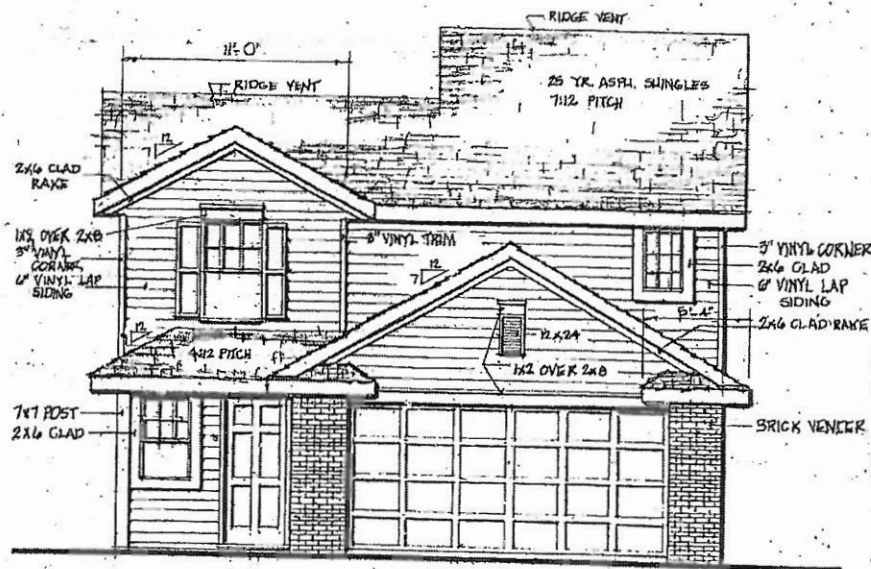 RIDGE VENT
11'-0"
RIDGE VENT
25 YR. ASPH. SHINGLES
7:12 PITCH
12
7
2x6 CLAD
RAKE
1x2 OVER 2x8
3" VINYL
CORNER
6" VINYL LAP
SIDING
3" VINYL TRIM
12
7
3" VINYL CORNER
2x6 CLAD
6" VINYL LAP
SIDING
2x6 CLAD RAKE
12
4:12 PITCH
12x24
1x2 OVER 2x8
7x7 POST
2x6 CLAD
BRICK VENEER